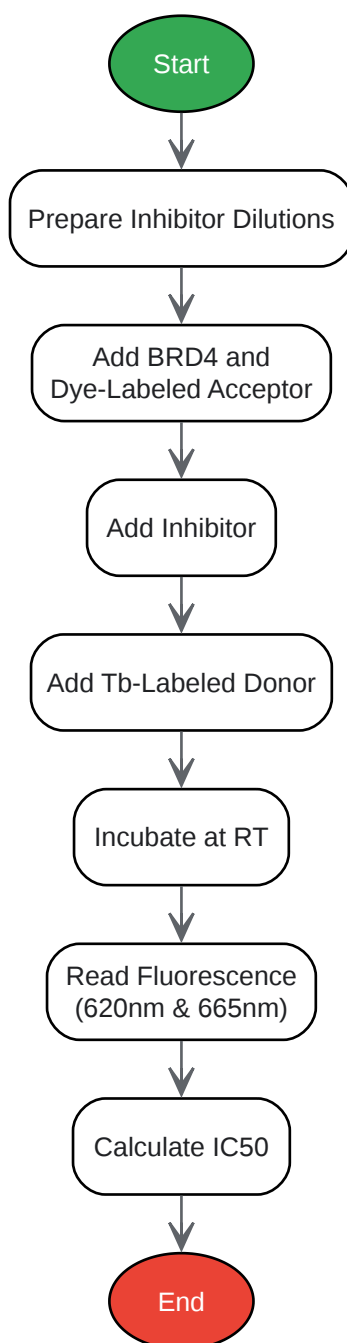 Start
Prepare Inhibitor Dilutions
Add BRD4 and
Dye-Labeled Acceptor
Add Inhibitor
Add Tb-Labeled Donor
Incubate at RT
Read Fluorescence
(620nm & 665nm)
Calculate IC50
End